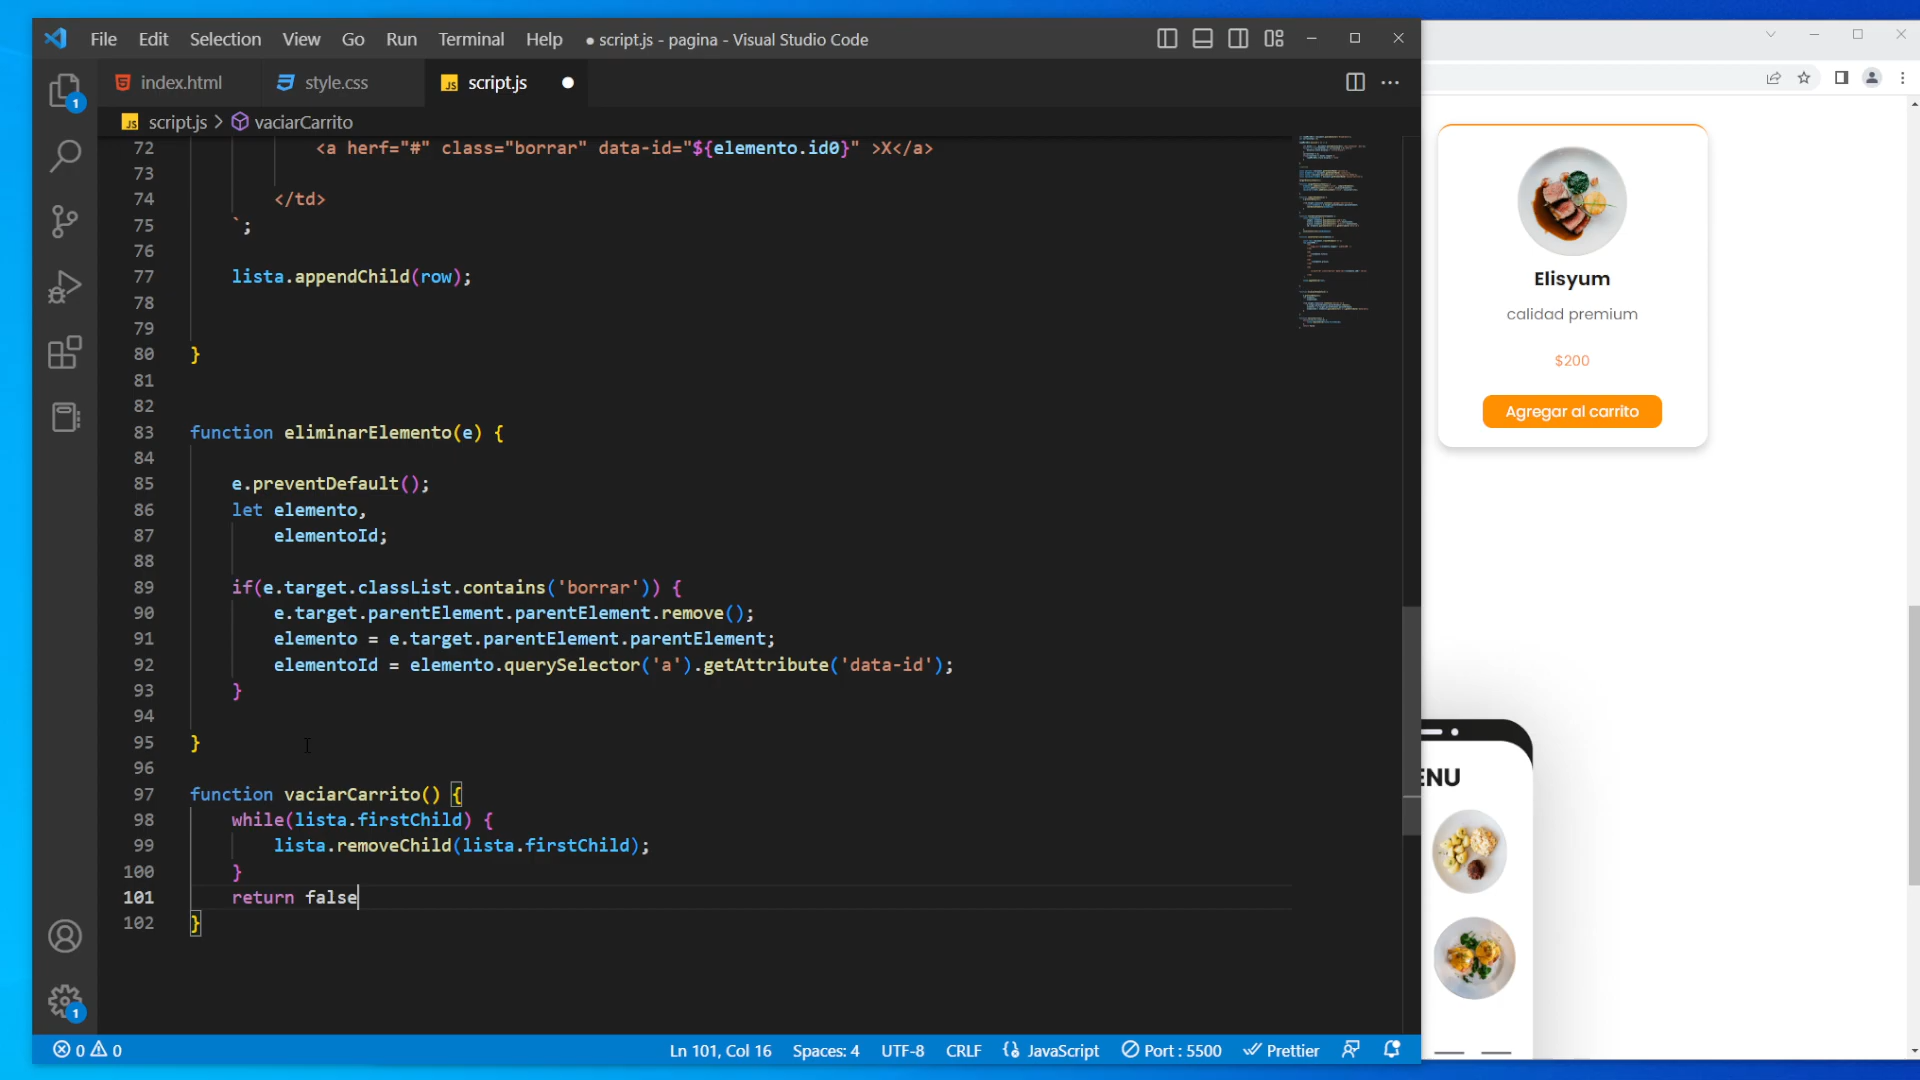 File Edit Selection View Go Run Terminal Help ● script.js - pagina - Visual Studio Code
index.html style.css script.js
script.js > vaciarCarrito
72 <a herf="#" class="borrar" data-id="${elemento.id0}" >X</a>
73
74 </td>
75 `;
76
77 lista.appendChild(row);
78
79
80 }
81
82
83 function eliminarElemento(e) {
84
85 e.preventDefault();
86 let elemento,
87 elementoId;
88
89 if(e.target.classList.contains('borrar')) {
90 e.target.parentElement.parentElement.remove();
91 elemento = e.target.parentElement.parentElement;
92 elementoId = elemento.querySelector('a').getAttribute('data-id');
93 }
94
95 }
96
97 function vaciarCarrito() {
98 while(lista.firstChild) {
99 lista.removeChild(lista.firstChild);
100 }
101 return false
102 }
1
1
0 0 Ln 101, Col 16 Spaces: 4 UTF-8 CRLF JavaScript Port : 5500 Prettier
Elisyum
calidad premium
$200
Agregar al carrito
ENU